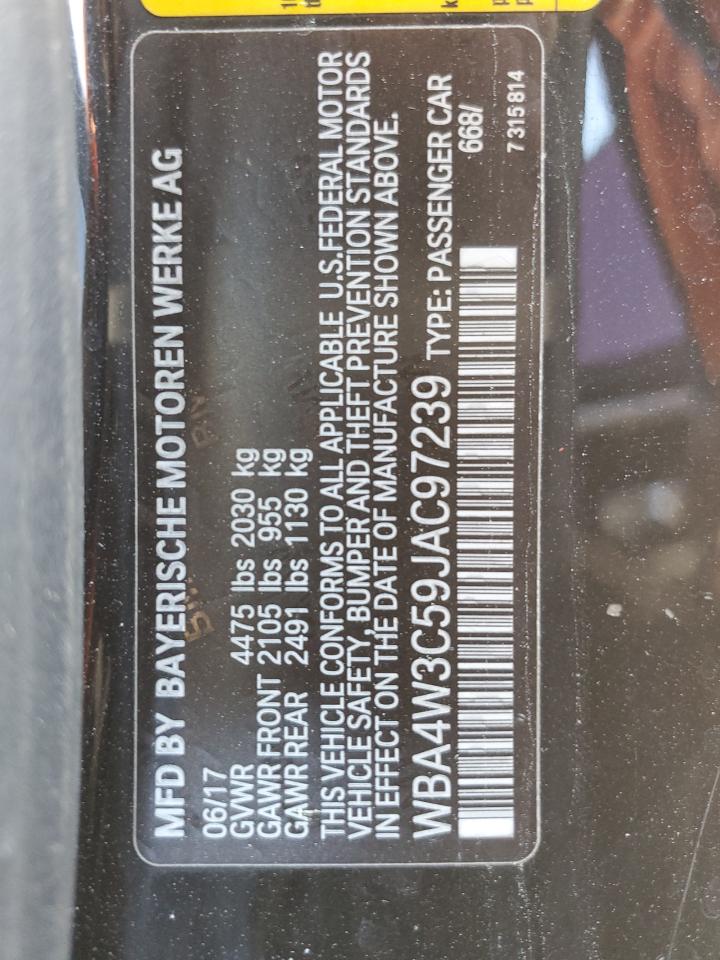 MFD BY BAYERISCHE MOTOREN WERKE AG
06/17
GVWR 4475 lbs 2030 kg
GAWR FRONT 2105 lbs 955 kg
GAWR REAR 2491 lbs 1130 kg
THIS VEHICLE CONFORMS TO ALL APPLICABLE U.S.FEDERAL MOTOR
VEHICLE SAFETY, BUMPER AND THEFT PREVENTION STANDARDS
IN EFFECT ON THE DATE OF MANUFACTURE SHOWN ABOVE.
WBA4W3C59JAC97239 TYPE: PASSENGER CAR
668/
7 315 814